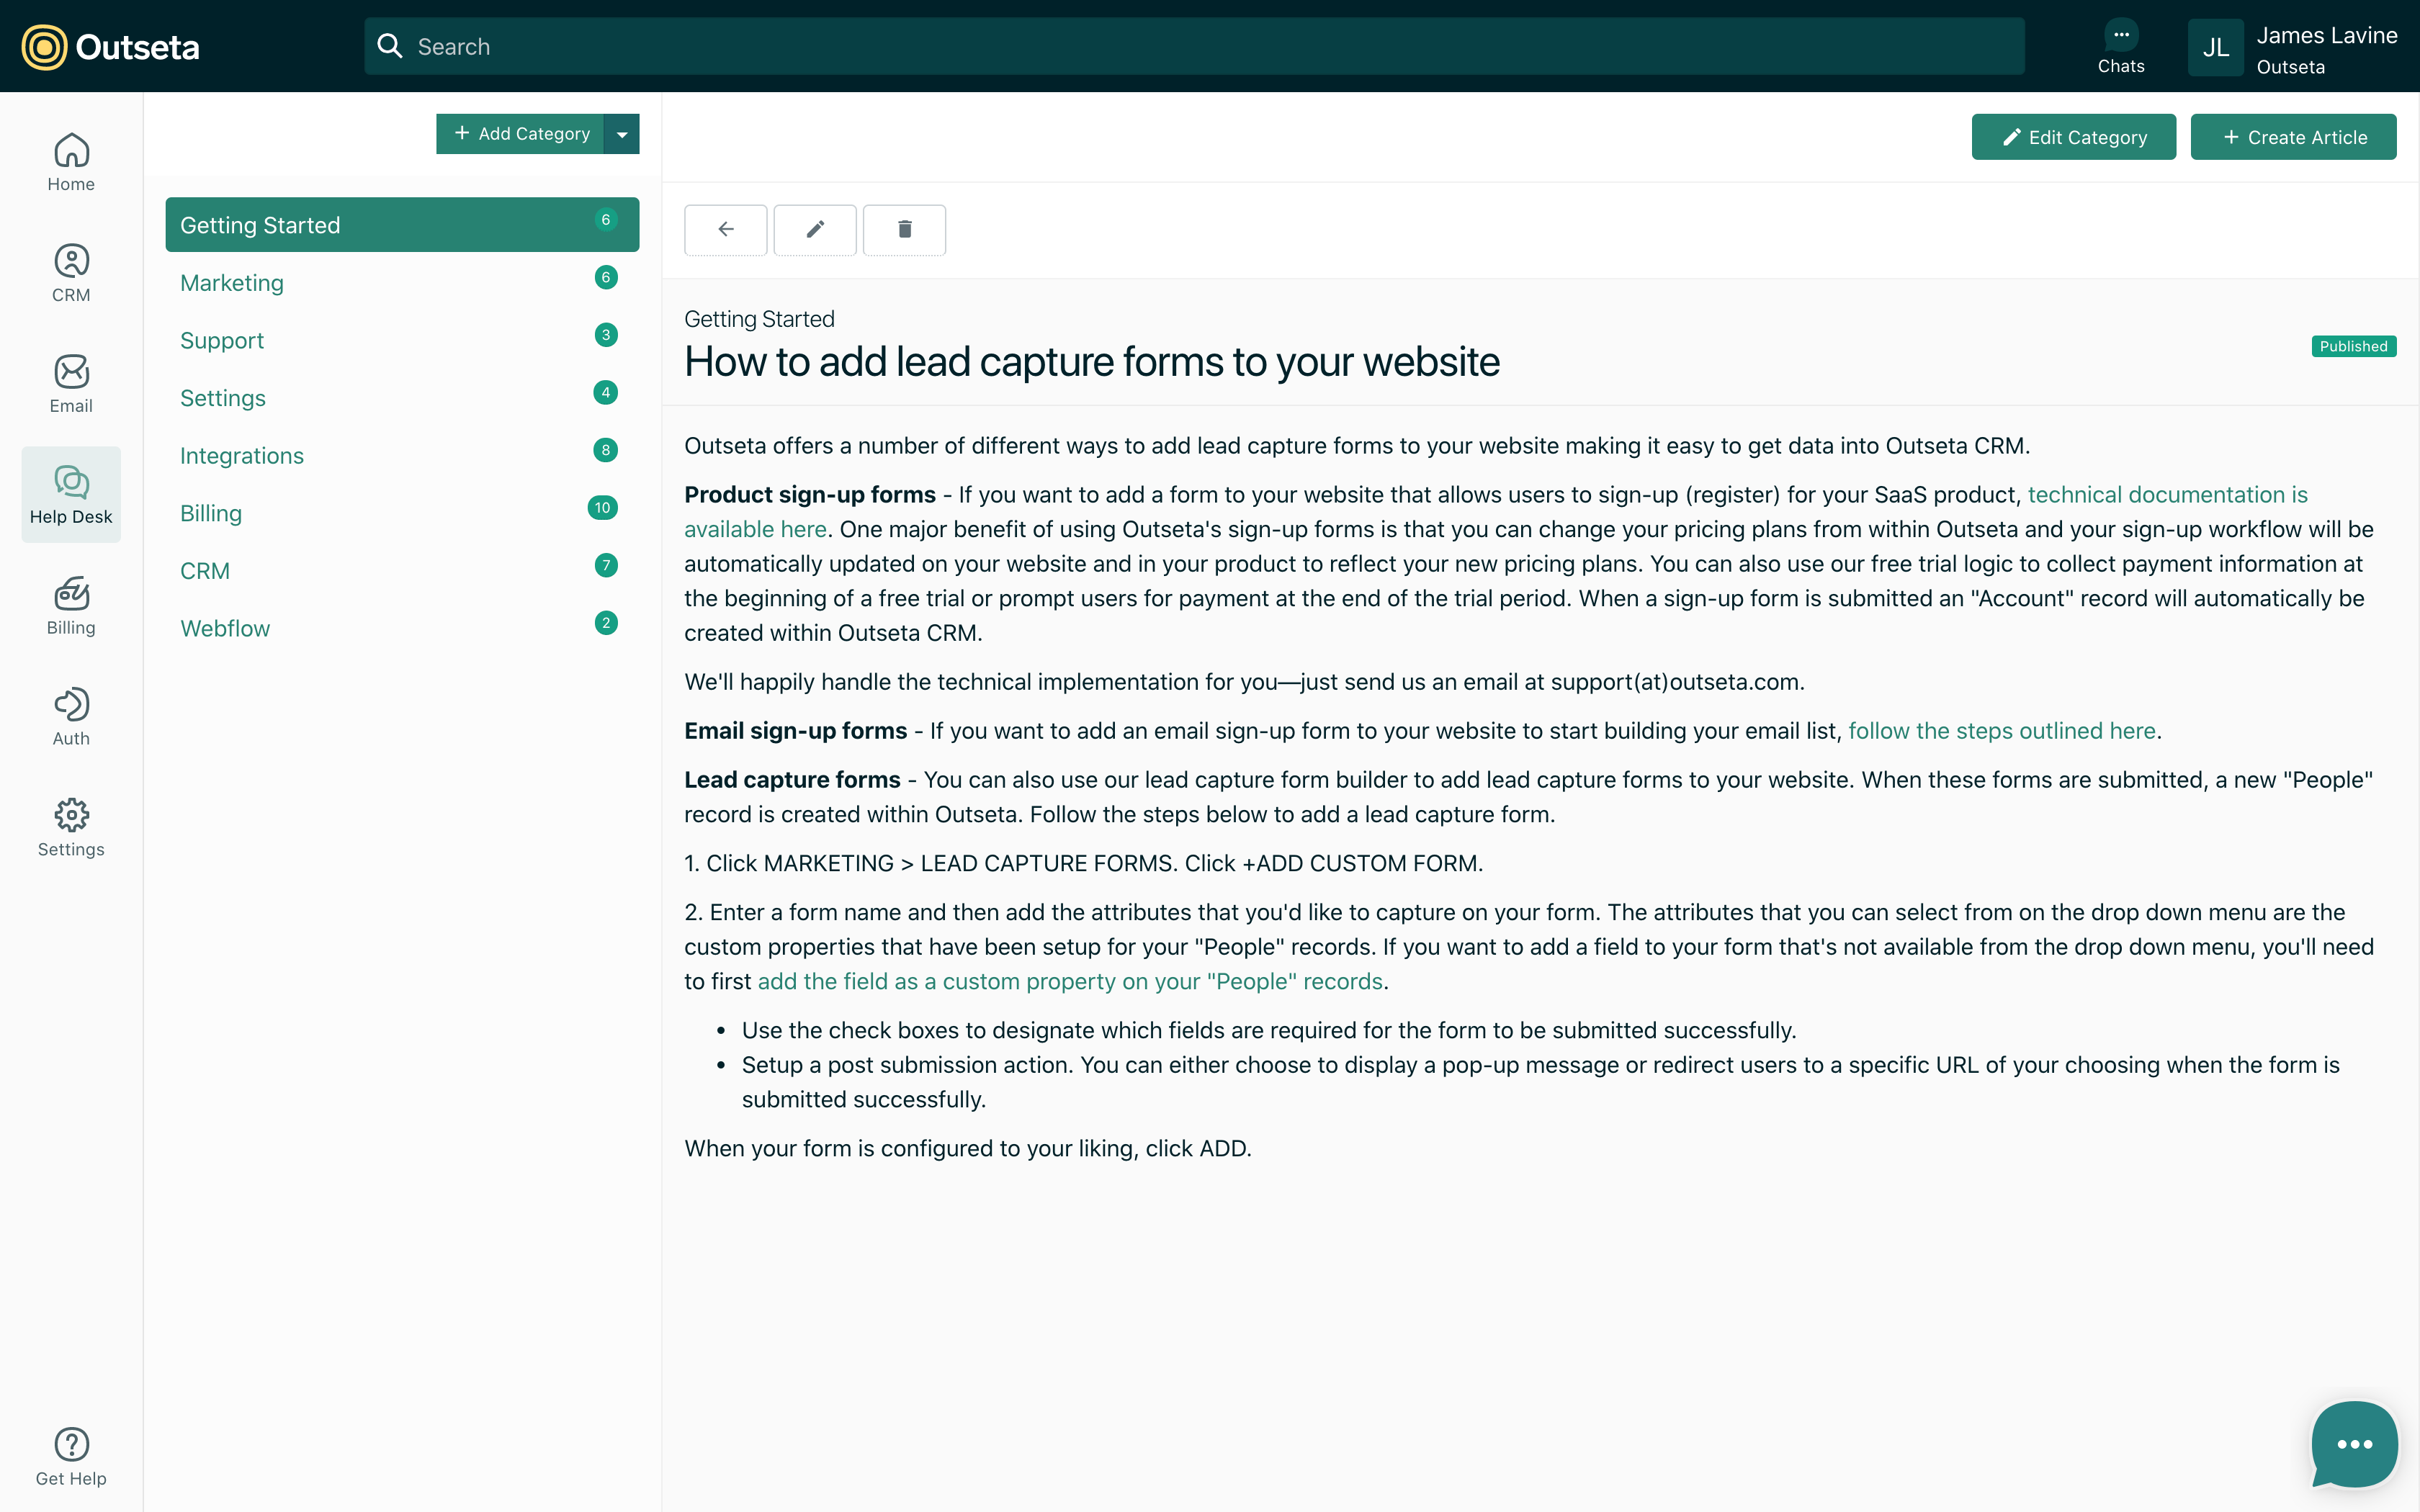 Outseta
Search
Chats
JL
James Lavine
Outseta
Home
CRM
Email
Help Desk
Billing
Auth
Settings
Get Help
+ Add Category
Getting Started 6
Marketing 6
Support 3
Settings 4
Integrations 8
Billing 10
CRM 7
Webflow 2
Edit Category
+ Create Article
Getting Started
How to add lead capture forms to your website
Published
Outseta offers a number of different ways to add lead capture forms to your website making it easy to get data into Outseta CRM.
Product sign-up forms - If you want to add a form to your website that allows users to sign-up (register) for your SaaS product, technical documentation is
available here. One major benefit of using Outseta's sign-up forms is that you can change your pricing plans from within Outseta and your sign-up workflow will be
automatically updated on your website and in your product to reflect your new pricing plans. You can also use our free trial logic to collect payment information at
the beginning of a free trial or prompt users for payment at the end of the trial period. When a sign-up form is submitted an "Account" record will automatically be
created within Outseta CRM.
We'll happily handle the technical implementation for you—just send us an email at support(at)outseta.com.
Email sign-up forms - If you want to add an email sign-up form to your website to start building your email list, follow the steps outlined here.
Lead capture forms - You can also use our lead capture form builder to add lead capture forms to your website. When these forms are submitted, a new "People"
record is created within Outseta. Follow the steps below to add a lead capture form.
1. Click MARKETING > LEAD CAPTURE FORMS. Click +ADD CUSTOM FORM.
2. Enter a form name and then add the attributes that you'd like to capture on your form. The attributes that you can select from on the drop down menu are the
custom properties that have been setup for your "People" records. If you want to add a field to your form that's not available from the drop down menu, you'll need
to first add the field as a custom property on your "People" records.
• Use the check boxes to designate which fields are required for the form to be submitted successfully.
• Setup a post submission action. You can either choose to display a pop-up message or redirect users to a specific URL of your choosing when the form is
submitted successfully.
When your form is configured to your liking, click ADD.